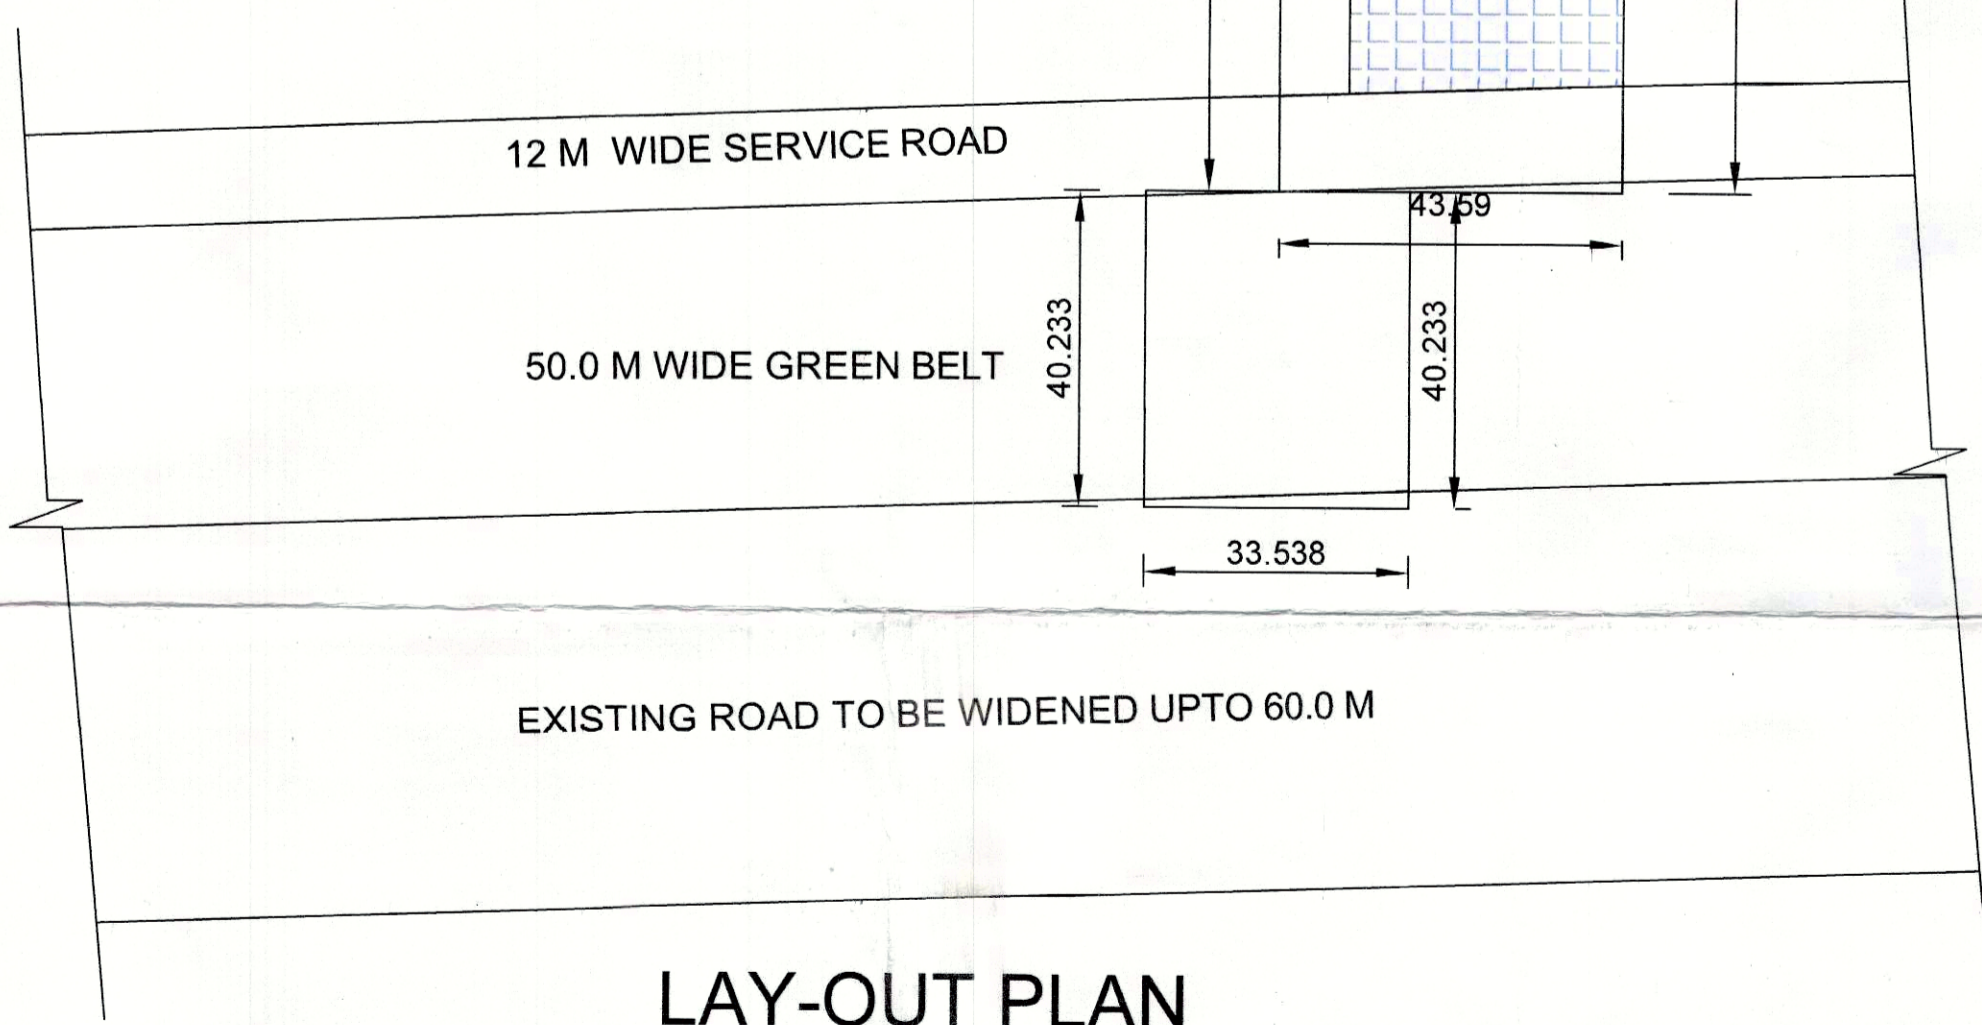 12 M WIDE SERVICE ROAD
43.59
40.233
40.233
50.0 M WIDE GREEN BELT
33.538
EXISTING ROAD TO BE WIDENED UPTO 60.0 M
LAY-OUT PLAN